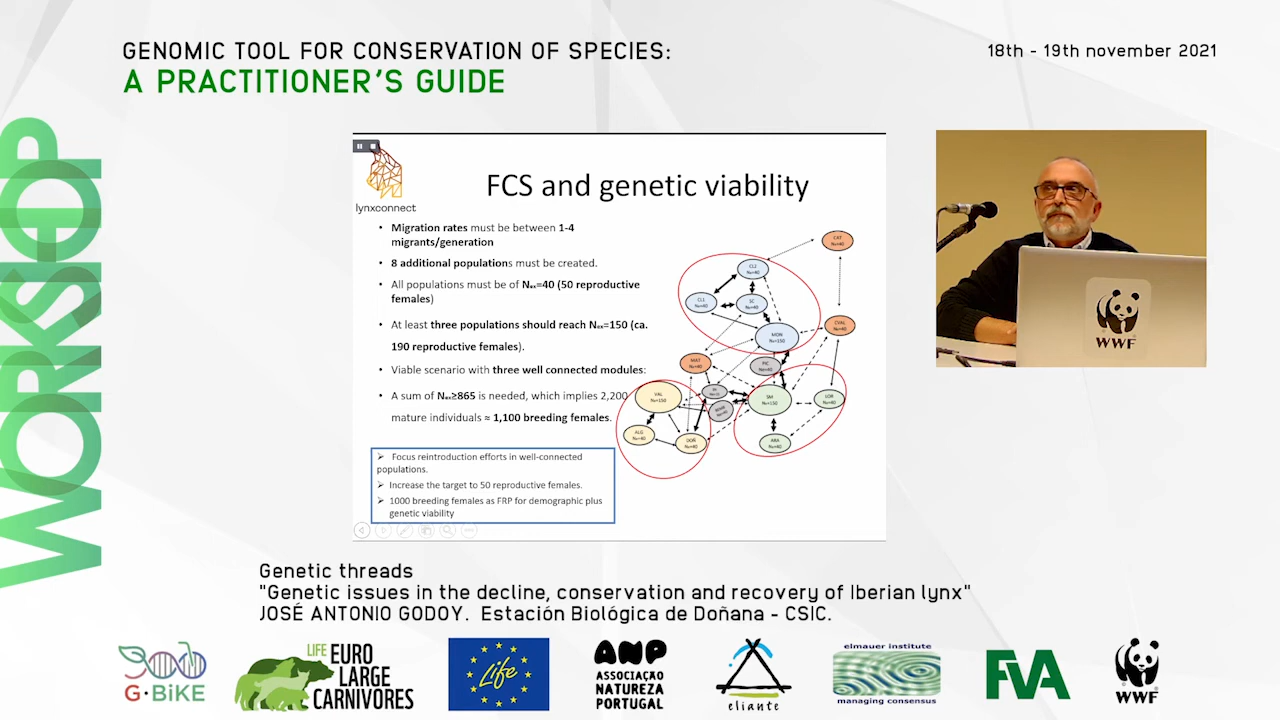 GENOMIC TOOL FOR CONSERVATION OF SPECIES:
A PRACTITIONER'S GUIDE
18th - 19th november 2021
WORKSHOP
lynxconnect
FCS and genetic viability
• Migration rates must be between 1-4
migrants/generation
• 8 additional populations must be created.
• All populations must be of Nₑₓ=40 (50 reproductive
females)
• At least three populations should reach Nₑₓ=150 (ca.
190 reproductive females).
• Viable scenario with three well connected modules:
• A sum of Nₑₓ≥865 is needed, which implies 2,200
mature individuals ≈ 1,100 breeding females.
➢ Focus reintroduction efforts in well-connected
populations.
➢ Increase the target to 50 reproductive females.
➢ 1000 breeding females as FRP for demographic plus
genetic viability
CAT
CL2
CL1
SC
MON
CVAL
MAT
VAL
SM
ALG
DOÑ
ARA
WWF
Genetic threads
"Genetic issues in the decline, conservation and recovery of Iberian lynx"
JOSÉ ANTONIO GODOY. Estación Biológica de Doñana - CSIC.
G·BiKE
LIFE EURO
LARGE
CARNIVORES
Life
ANP
ASSOCIAÇÃO
NATUREZA
PORTUGAL
eliante
elmauer institute
managing consensus
FVA
WWF